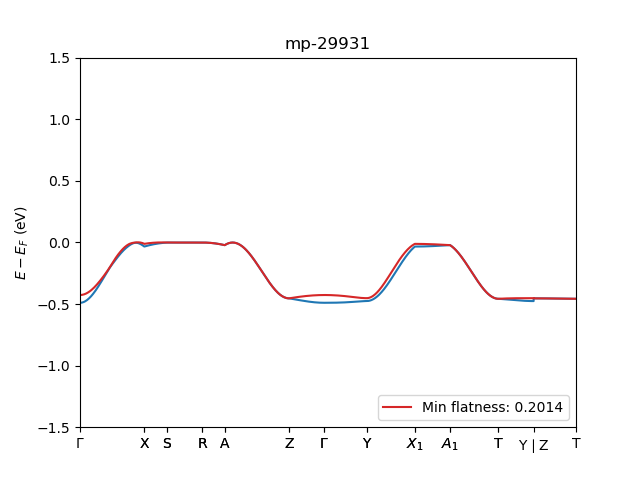 mp-29931
E − E_F (eV)
1.5
1.0
0.5
0.0
−0.5
−1.0
−1.5
Min flatness: 0.2014
Γ X S R A Z Γ Y X₁ A₁ T Y | Z T